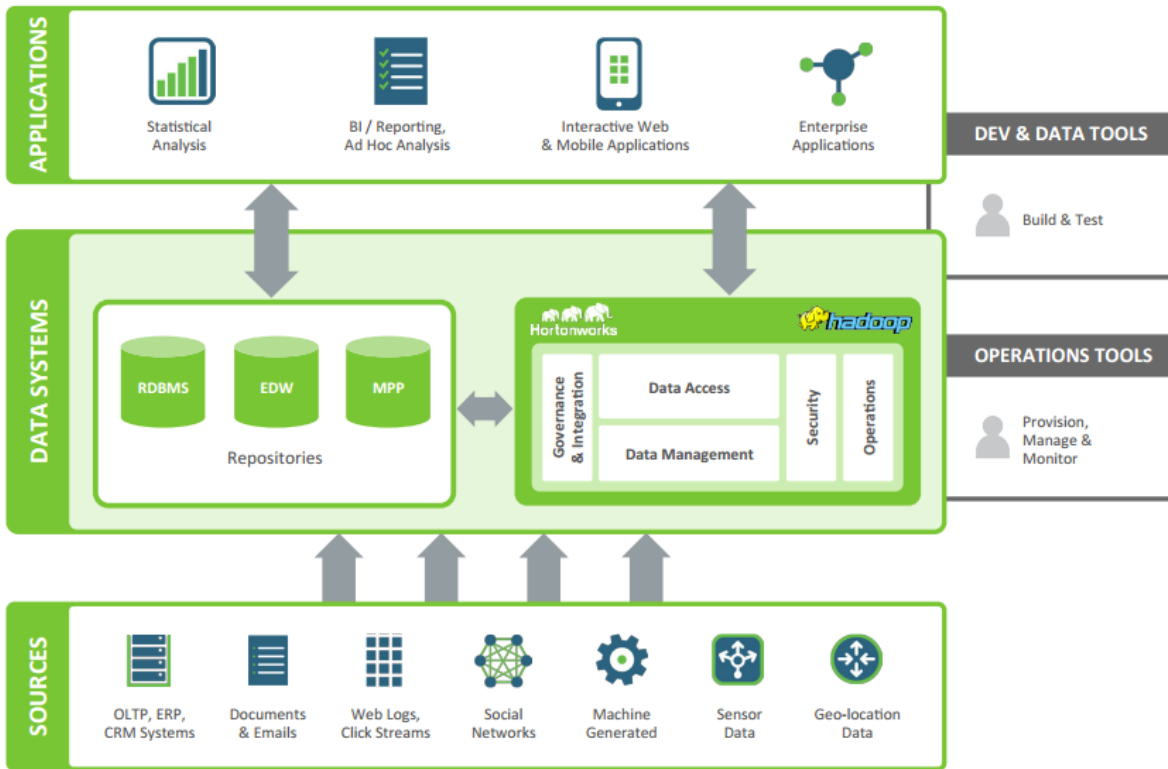 APPLICATIONS
Statistical
Analysis
BI / Reporting,
Ad Hoc Analysis
Interactive Web
& Mobile Applications
Enterprise
Applications
DEV & DATA TOOLS
Build & Test
DATA SYSTEMS
RDBMS
EDW
MPP
Repositories
Hortonworks
hadoop
Governance
& Integration
Data Access
Data Management
Security
Operations
OPERATIONS TOOLS
Provision,
Manage &
Monitor
SOURCES
OLTP, ERP,
CRM Systems
Documents
& Emails
Web Logs,
Click Streams
Social
Networks
Machine
Generated
Sensor
Data
Geo-location
Data